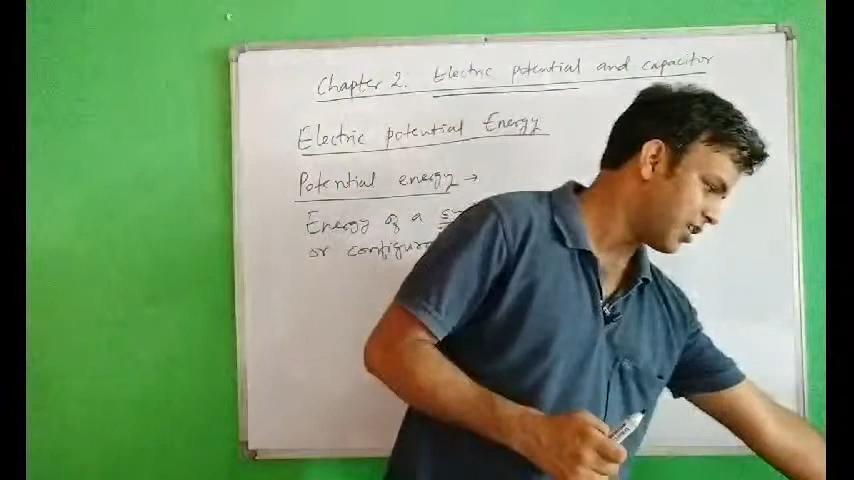 Chapter 2. Electric potential and capacitor
Electric potential Energy
Potential energy →
Energy of a
or